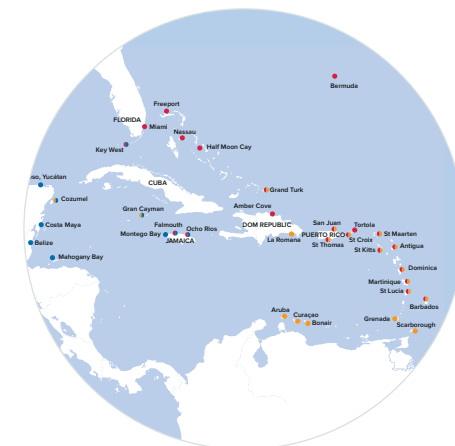 Bermuda
Freeport
FLORIDA
Miami
Nassau
Key West
Half Moon Cay
so, Yucátan
CUBA
Grand Turk
Cozumel
Gran Cayman
Amber Cove
Costa Maya
Falmouth
Ocho Rios
DOM REPUBLIC
San Juan
Tortola
Montego Bay
JAMAICA
La Romana
PUERTO RICO
St Croix
St Maarten
Belize
St Thomas
St Kitts
Antigua
Mahogany Bay
Dominica
Martinique
St Lucia
Barbados
Aruba
Curaçao
Bonair
Grenada
Scarborough